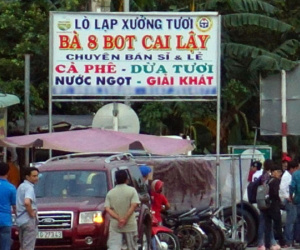 LÒ LẠP XƯỞNG TƯƠI
BÀ 8 BOT CAI LẬY
CHUYÊN BÁN SỈ & LẺ
CÀ PHÊ - DỪA TƯƠI
NƯỚC NGỌT - GIẢI KHÁT